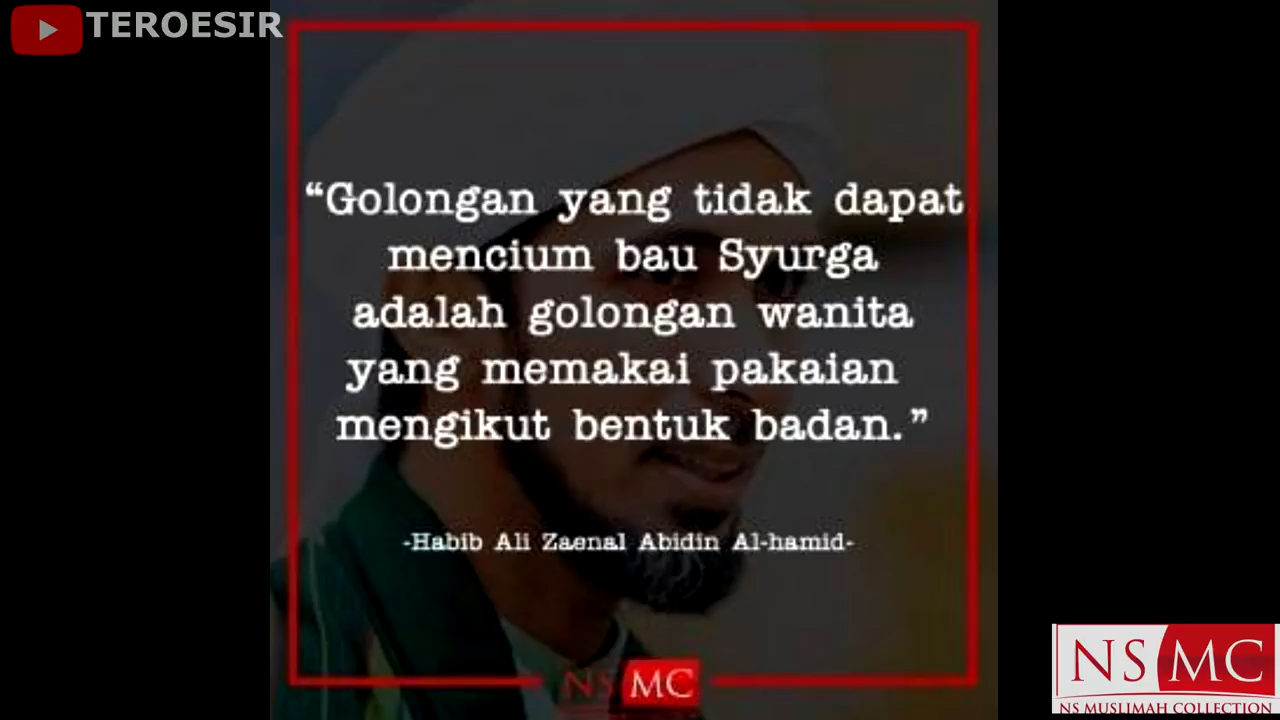 TEROESIR
“Golongan yang tidak dapat
mencium bau Syurga
adalah golongan wanita
yang memakai pakaian
mengikut bentuk badan.”
-Habib Ali Zaenal Abidin Al-hamid-
NS MC
NS MC
NS MUSLIMAH COLLECTION